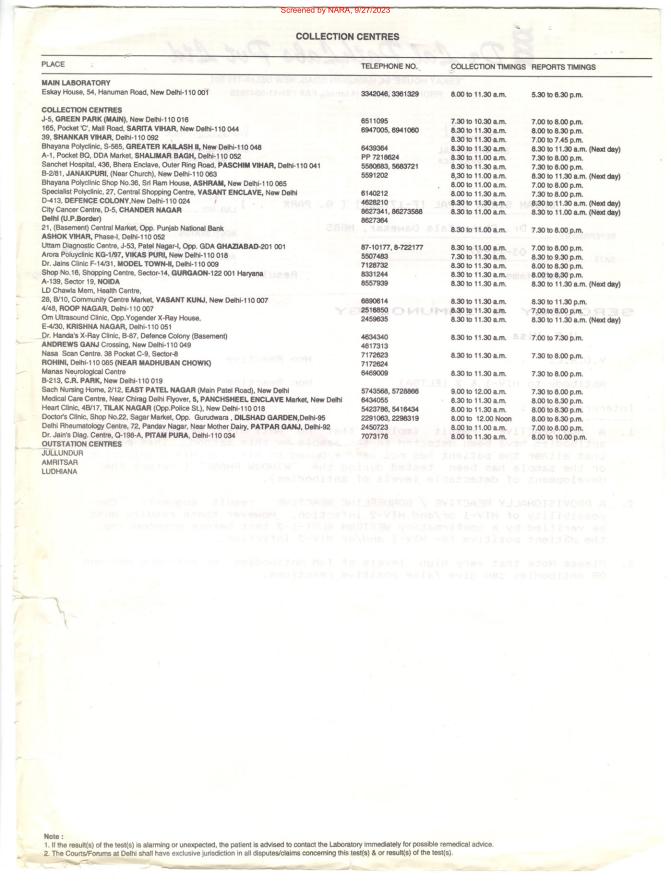 Screened by NARA, 9/27/2023
COLLECTION CENTRES
PLACE TELEPHONE NO. COLLECTION TIMINGS REPORTS TIMINGS
MAIN LABORATORY
Eskay House, 54, Hanuman Road, New Delhi-110 001 3342046, 3361329 8.00 to 11.30 a.m. 5.30 to 6.30 p.m.
COLLECTION CENTRES
J-5, GREEN PARK (MAIN), New Delhi-110 016 6511095 7.30 to 10.30 a.m. 7.00 to 8.00 p.m.
165, Pocket 'C', Mall Road, SARITA VIHAR, New Delhi-110 044 6947005, 6941060 8.30 to 11.30 a.m. 8.00 to 8.30 p.m.
39, SHANKAR VIHAR, Delhi-110 092 8.30 to 11.30 a.m. 7.00 to 7.45 p.m.
Bhayana Polyclinic, S-565, GREATER KAILASH II, New Delhi-110 048 6439364 8.30 to 11.30 a.m. 8.30 to 11.30 a.m. (Next day)
A-1, Pocket BQ, DDA Market, SHALIMAR BAGH, Delhi-110 052 PP 7218624 8.30 to 11.00 a.m. 7.30 to 8.00 p.m.
Sanchet Hospital, 436, Bhera Enclave, Outer Ring Road, PASCHIM VIHAR, Delhi-110 041 5580683, 5683721 8.30 to 11.30 a.m. 7.30 to 8.00 p.m.
B-2/81, JANAKPURI, (Near Church), New Delhi-110 063 5591202 8.30 to 11.00 a.m. 8.30 to 11.30 a.m. (Next day)
Bhayana Polyclinic Shop No.36, Sri Ram House, ASHRAM, New Delhi-110 065 8.00 to 11.00 a.m. 7.00 to 8.00 p.m.
Specialist Polyclinic, 27, Central Shopping Centre, VASANT ENCLAVE, New Delhi 6140212 8.00 to 11.30 a.m. 7.30 to 8.00 p.m.
D-413, DEFENCE COLONY,New Delhi-110 024 4628210 8.30 to 11.30 a.m. 8.30 to 11.30 a.m. (Next day)
City Cancer Centre, D-5, CHANDER NAGAR 8627341, 86273588 8.30 to 11.00 a.m. 8.30 to 11.00 a.m. (Next day)
Delhi (U.P.Border) 8627364
21, (Basement) Central Market, Opp. Punjab National Bank 8.30 to 11.00 a.m. 7.30 to 8.00 p.m.
ASHOK VIHAR, Phase-I, Delhi-110 052
Uttam Diagnostic Centre, J-53, Patel Nagar-I, Opp. GDA GHAZIABAD-201 001 87-10177, 8-722177 8.30 to 11.00 a.m. 7.00 to 8.00 p.m.
Arora Polyuclinic KG-1/97, VIKAS PURI, New Delhi-110 018 5507483 7.30 to 11.30 a.m. 8.30 to 9.30 p.m.
Dr. Jains Clinic F-14/31, MODEL TOWN-II, Delhi-110 009 7128732 8.30 to 11.30 a.m. 8.00 to 8.30 p.m.
Shop No.16, Shopping Centre, Sector-14, GURGAON-122 001 Haryana 8331244 8.30 to 11.30 a.m. 8.00 to 8.30 p.m.
A-139, Sector 19, NOIDA 8557939 8.30 to 11.30 a.m. 8.30 to 11.30 a.m. (Next day)
LD Chawla Mem, Health Centre,
28, B/10, Community Centre Market, VASANT KUNJ, New Delhi-110 007 6890614 8.30 to 11.30 a.m. 8.30 to 11.30 p.m.
4/48, ROOP NAGAR, Delhi-110 007 2516850 8.30 to 11.30 a.m. 7.00 to 8.00 p.m.
Om Ultrasound Clinic, Opp.Yogender X-Ray House, 2459635 8.30 to 11.30 a.m. 8.30 to 11.30 a.m. (Next day)
E-4/30, KRISHNA NAGAR, Delhi-110 051
Dr. Handa's X-Ray Clinic, B-87, Defence Colony (Basement) 4634340 8.30 to 11.30 a.m. 7.00 to 7.30 p.m.
ANDREWS GANJ Crossing, New Delhi-110 049 4617313
Nasa Scan Centre. 38 Pocket C-9, Sector-8 7172623 8.30 to 11.30 a.m. 7.30 to 8.00 p.m.
ROHINI, Delhi-110 085 (NEAR MADHUBAN CHOWK) 7172624
Manas Neurological Centre 6469009 8.30 to 11.30 a.m. 7.30 to 8.00 p.m.
B-213, C.R. PARK, New Delhi-110 019
Sach Nursing Home, 2/12, EAST PATEL NAGAR (Main Patel Road), New Delhi 5743568, 5728866 9.00 to 12.00 a.m. 7.30 to 8.00 p.m.
Medical Care Centre, Near Chirag Delhi Flyover, 5, PANCHSHEEL ENCLAVE Market, New Delhi 6434055 8.30 to 11.30 a.m. 8.00 to 8.30 p.m.
Heart Clinic, 4B/17, TILAK NAGAR (Opp.Police St.), New Delhi-110 018 5423786, 5416434 8.00 to 11.30 a.m. 8.00 to 8.30 p.m.
Doctor's Clinic, Shop No.22, Sagar Market, Opp. Gurudwara , DILSHAD GARDEN,Delhi-95 2281063, 2298319 8.00 to 12.00 Noon 8.00 to 8.30 p.m.
Delhi Rheumatology Centre, 72, Pandav Nagar, Near Mother Dairy, PATPAR GANJ, Delhi-92 2450723 8.00 to 11.00 a.m. 7.00 to 8.00 p.m.
Dr. Jain's Diag. Centre, Q-198-A, PITAM PURA, Delhi-110 034 7073176 8.00 to 11.30 a.m. 8.00 to 10.00 p.m.
OUTSTATION CENTRES
JULLUNDUR
AMRITSAR
LUDHIANA
Note :
1. If the result(s) of the test(s) is alarming or unexpected, the patient is advised to contact the Laboratory immediately for possible remedical advice.
2. The Courts/Forums at Delhi shall have exclusive jurisdiction in all disputes/claims concerning this test(s) & or result(s) of the test(s).